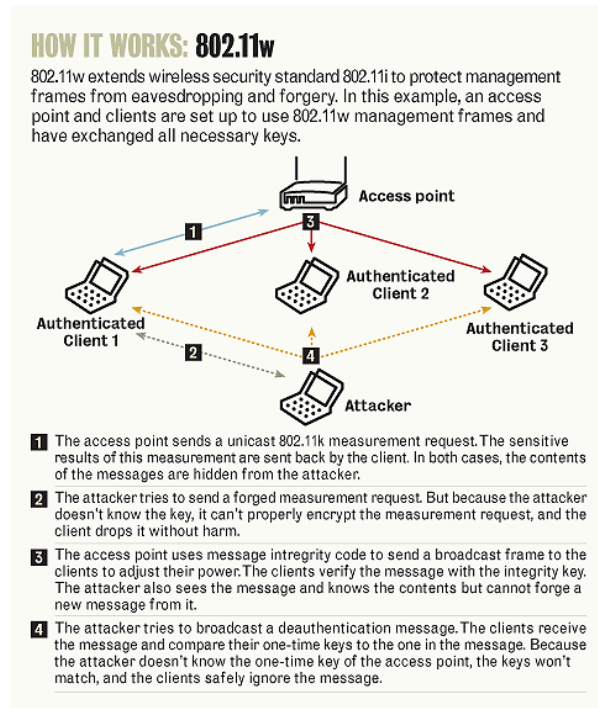 HOW IT WORKS: 802.11w
802.11w extends wireless security standard 802.11i to protect management
frames from eavesdropping and forgery. In this example, an access
point and clients are set up to use 802.11w management frames and
have exchanged all necessary keys.
Access point
1
3
Authenticated
Client 2
Authenticated
Client 1
Authenticated
Client 3
2
4
Attacker
1 The access point sends a unicast 802.11k measurement request. The sensitive
results of this measurement are sent back by the client. In both cases, the contents
of the messages are hidden from the attacker.
2 The attacker tries to send a forged measurement request. But because the attacker
doesn't know the key, it can't properly encrypt the measurement request, and the
client drops it without harm.
3 The access point uses message intregrity code to send a broadcast frame to the
clients to adjust their power. The clients verify the message with the integrity key.
The attacker also sees the message and knows the contents but cannot forge a
new message from it.
4 The attacker tries to broadcast a deauthentication message. The clients receive
the message and compare their one-time keys to the one in the message. Because
the attacker doesn't know the one-time key of the access point, the keys won't
match, and the clients safely ignore the message.